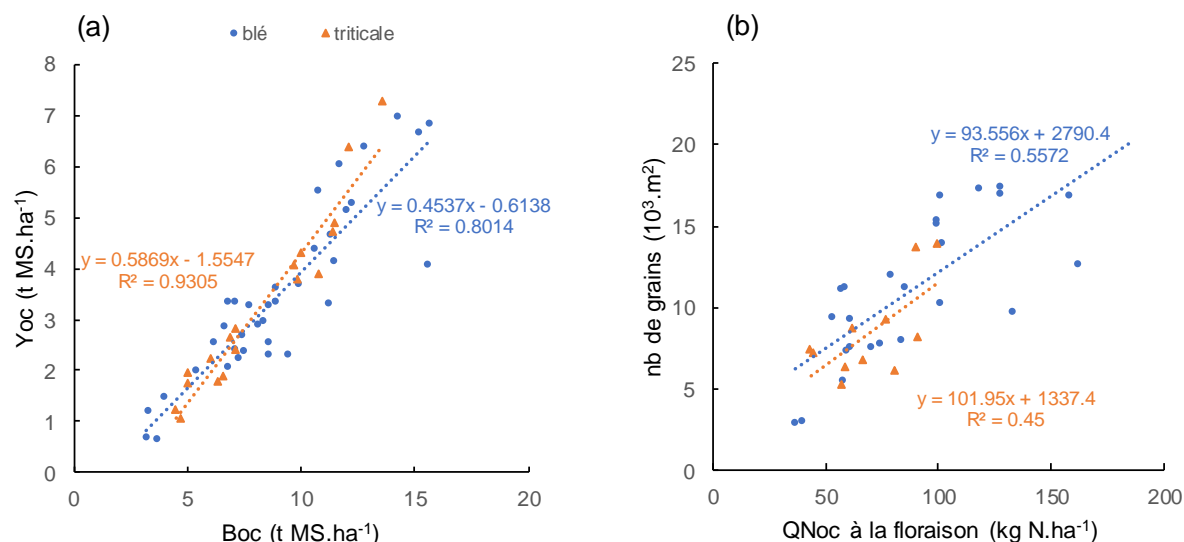 (a)
blé
triticale
8
7
6
5
4
3
2
1
0
Yoc (t MS.ha⁻¹)
y = 0.4537x - 0.6138
R² = 0.8014
y = 0.5869x - 1.5547
R² = 0.9305
0 5 10 15 20
Boc (t MS.ha⁻¹)
(b)
25
20
15
10
5
0
nb de grains (10³.m²)
y = 93.556x + 2790.4
R² = 0.5572
y = 101.95x + 1337.4
R² = 0.45
0 50 100 150 200
QNoc à la floraison (kg N.ha⁻¹)